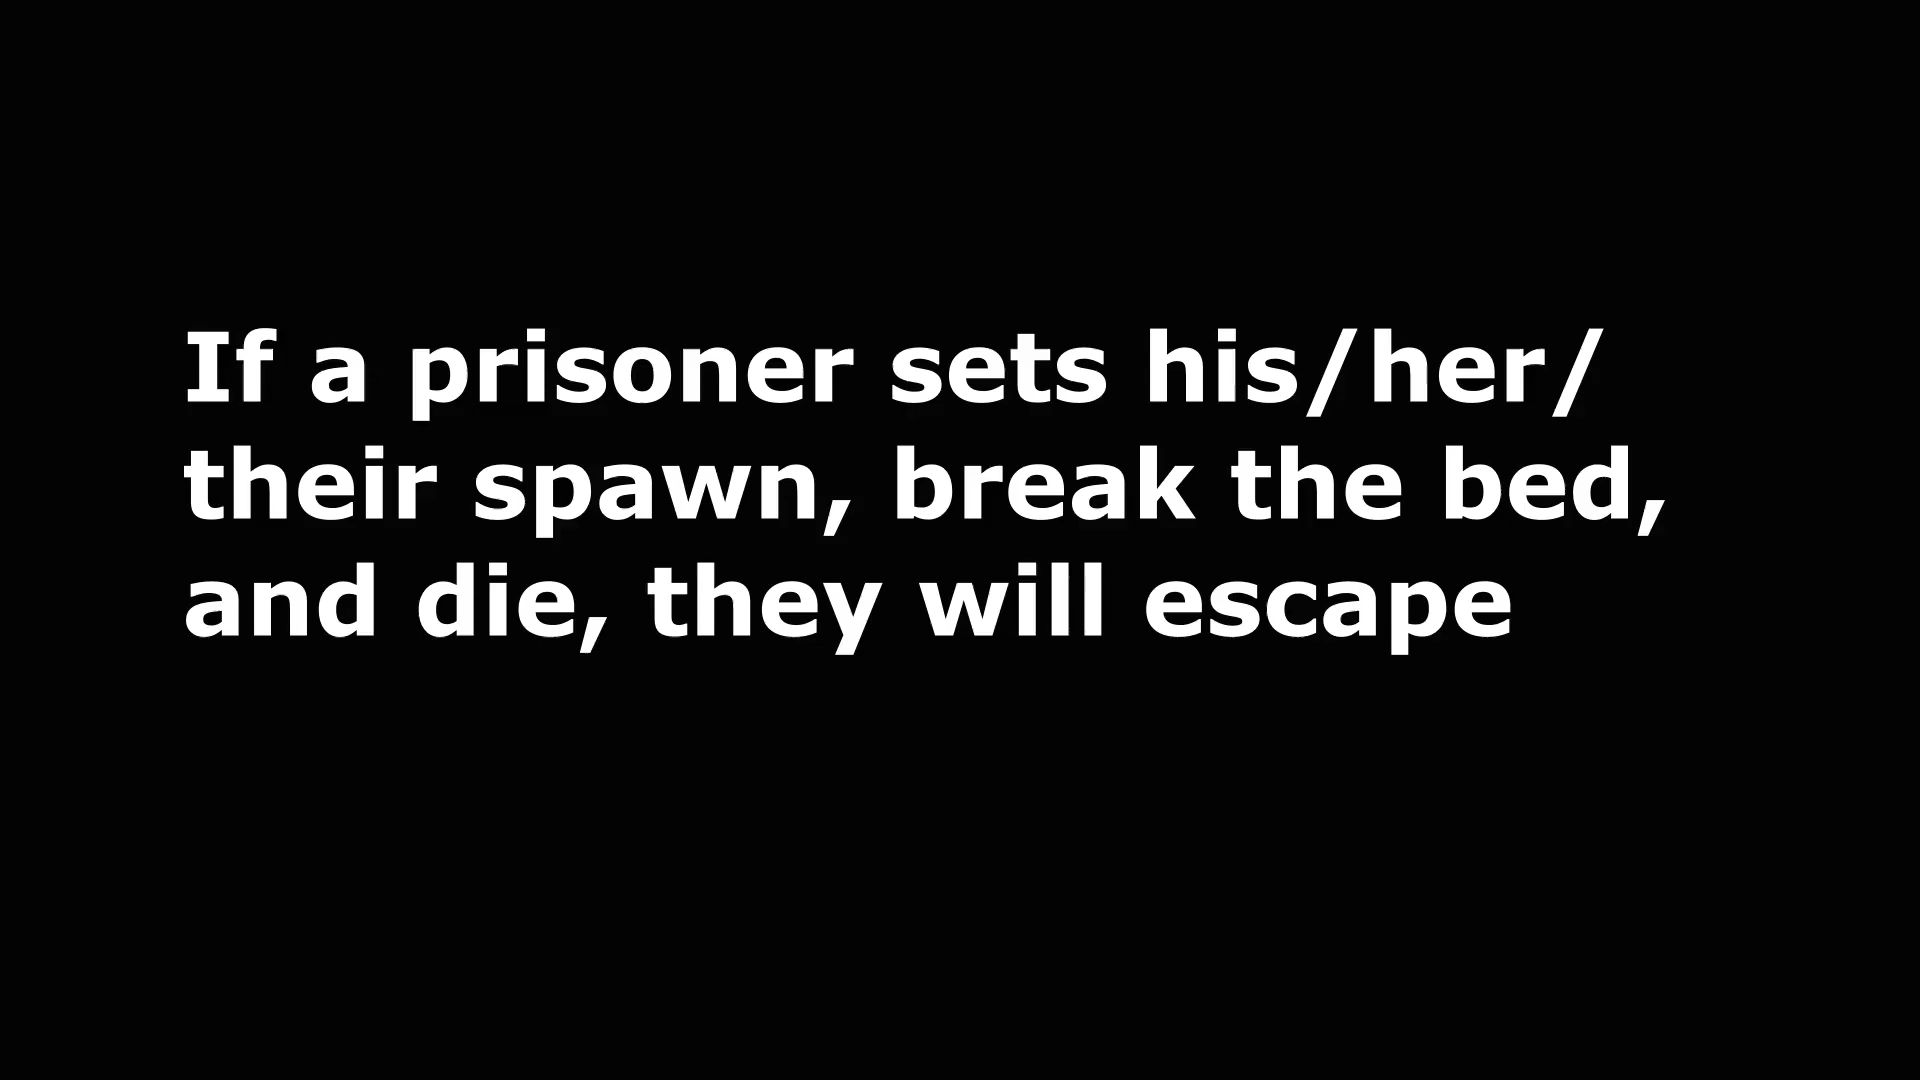 If a prisoner sets his/her/
their spawn, break the bed,
and die, they will escape